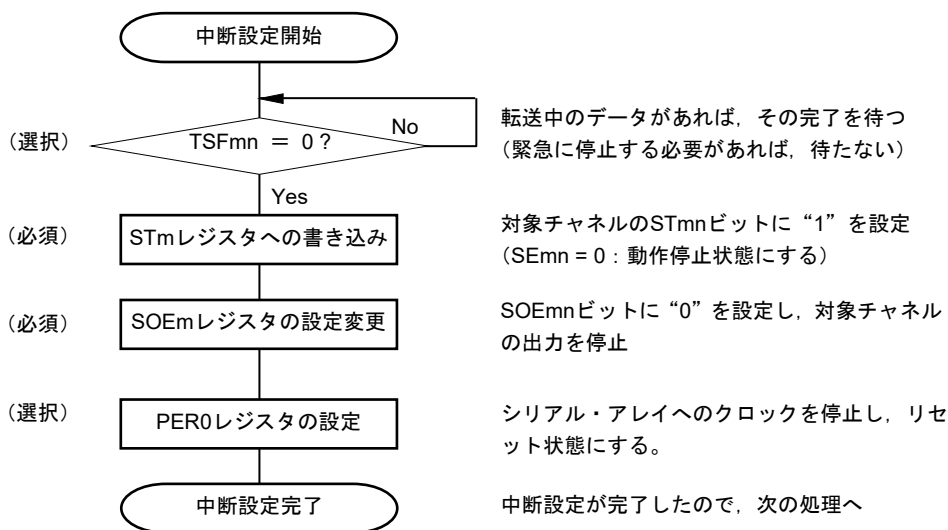 中断設定開始
(選択)
TSFmn = 0 ?
No
転送中のデータがあれば，その完了を待つ
（緊急に停止する必要があれば，待たない）
Yes
(必須)
STmレジスタへの書き込み
対象チャネルのSTmnビットに“1”を設定
（SEmn = 0：動作停止状態にする）
(必須)
SOEmレジスタの設定変更
SOEmnビットに“0”を設定し，対象チャネル
の出力を停止
(選択)
PER0レジスタの設定
シリアル・アレイへのクロックを停止し，リセ
ット状態にする。
中断設定完了
中断設定が完了したので，次の処理へ